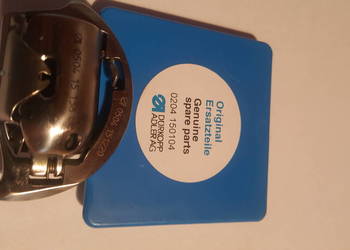 Original
Ersatzteile
Genuine
spare parts
0204 150104
DÜRKOPP
ADLER AG